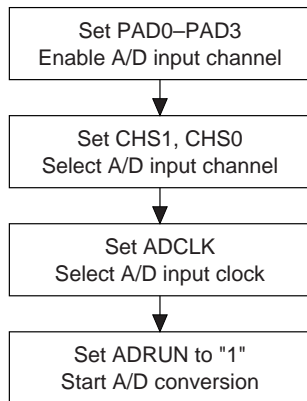 Set PAD0–PAD3
Enable A/D input channel
Set CHS1, CHS0
Select A/D input channel
Set ADCLK
Select A/D input clock
Set ADRUN to "1"
Start A/D conversion